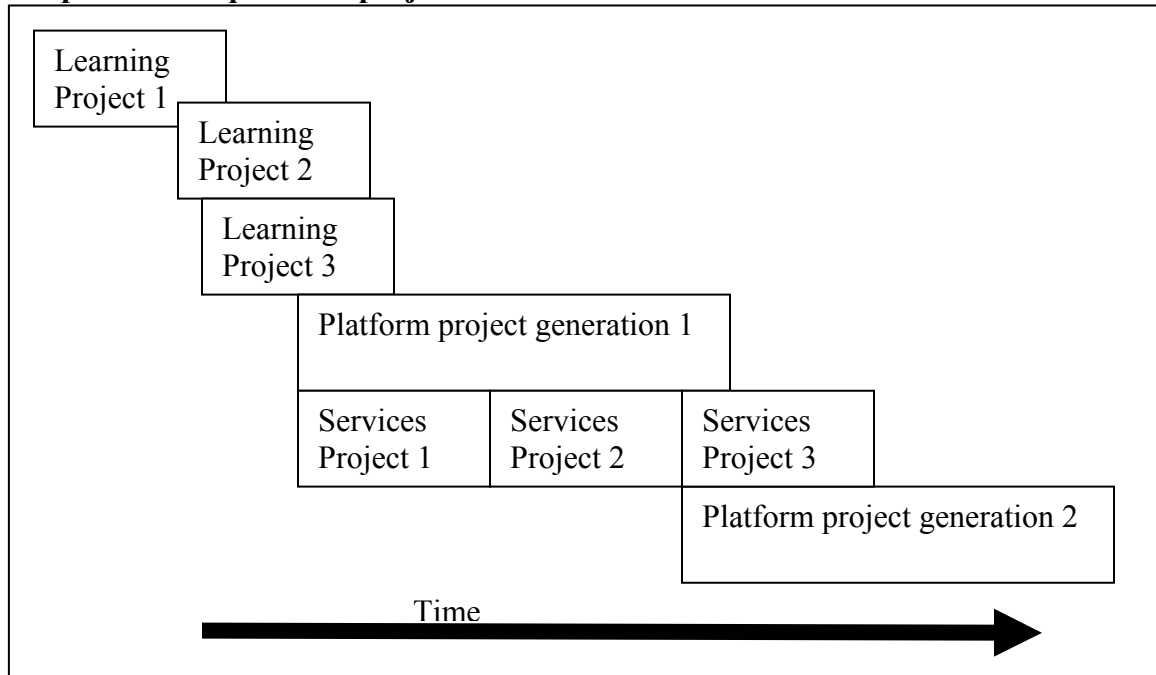 Learning
Project 1
Learning
Project 2
Learning
Project 3
Platform project generation 1
Services
Project 1
Services
Project 2
Services
Project 3
Platform project generation 2
Time